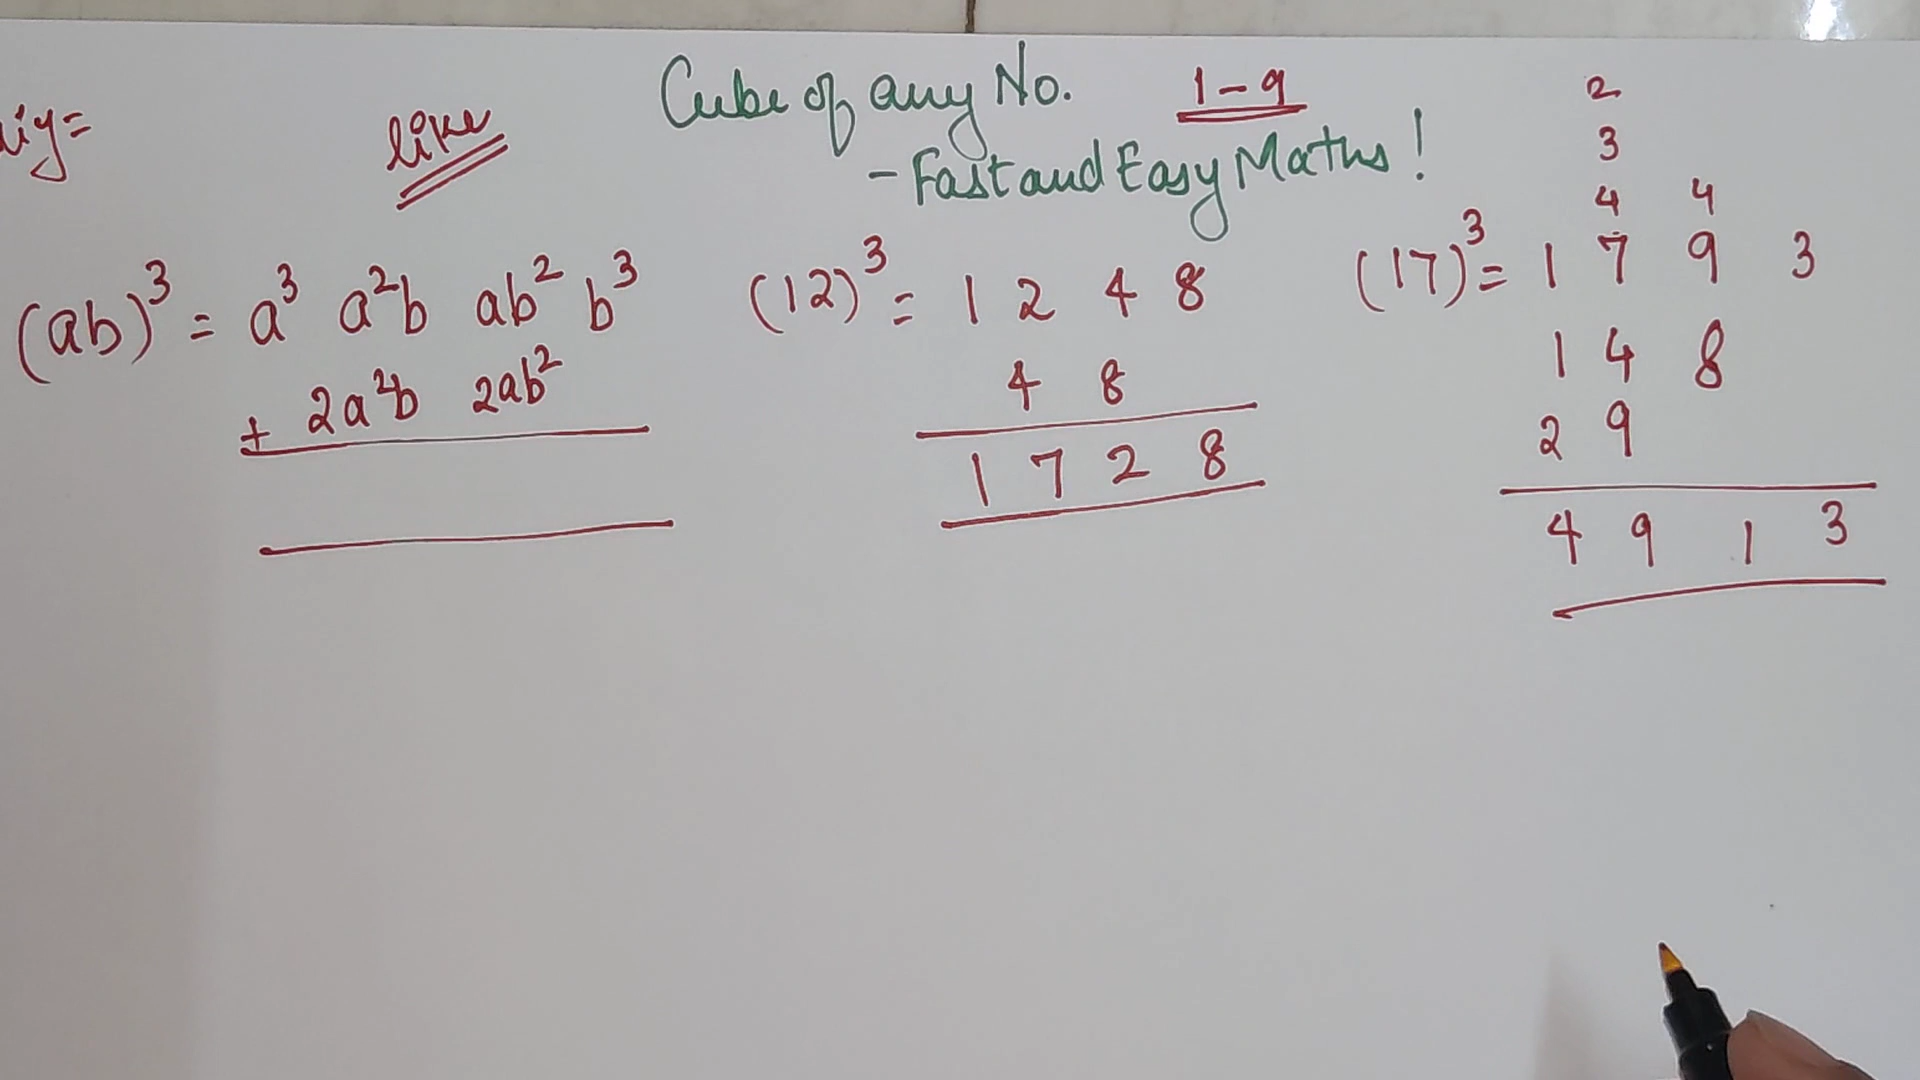 Cube of any No. 1-9
- Fast and Easy Maths !
like
(ab)³ = a³ a²b ab² b³
+ 2a²b 2ab²
(12)³ = 1 2 4 8
4 8
1 7 2 8
2
3
4 4
(17)³ = 1 7 9 3
1 4 8
2 9
4 9 1 3